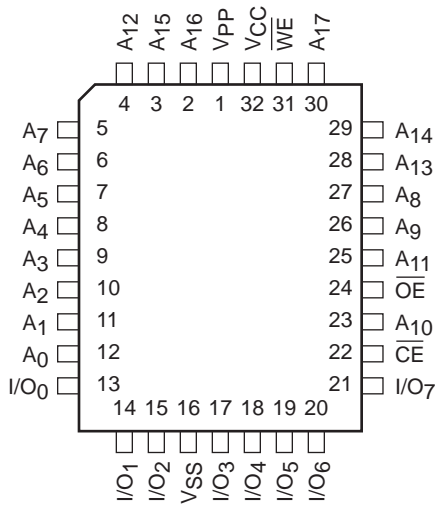 A12 A15 A16 VPP VCC W̅E̅ A17
4 3 2 1 32 31 30
A7 5 29 A14
A6 6 28 A13
A5 7 27 A8
A4 8 26 A9
A3 9 25 A11
A2 10 24 O̅E̅
A1 11 23 A10
A0 12 22 C̅E̅
I/O0 13 21 I/O7
14 15 16 17 18 19 20
I/O1 I/O2 VSS I/O3 I/O4 I/O5 I/O6